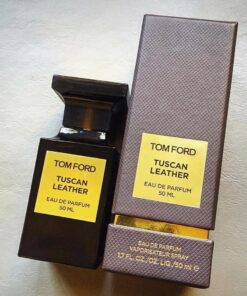 TOM FORD
TUSCAN
LEATHER
EAU DE PARFUM
50 ML
TOM FORD
TUSCAN
LEATHER
EAU DE PARFUM
50 ML
EAU DE PARFUM
VAPORISATEUR SPRAY
1.7 FL. OZ./OZ. LIQ./50 ml ℮